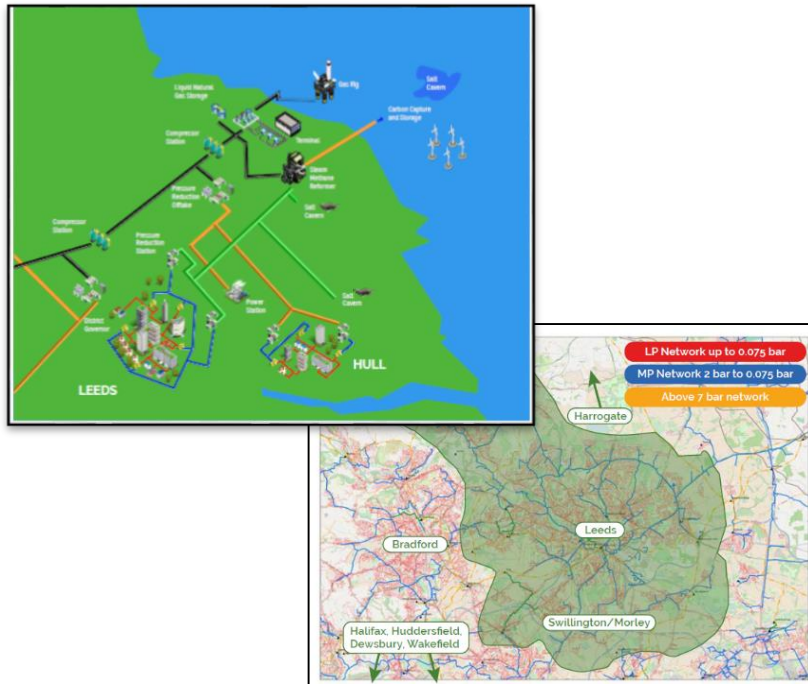 Liquid Natural
Gas Storage
Gas Rig
Salt
Cavern
Carbon Capture
and Storage
Compressor
Station
Terminal
Steam
Methane
Reformer
Pressure
Reduction
Offtake
Salt
Cavern
Compressor
Station
Pressure
Reduction
Station
Salt
Cavern
Power
Station
District
Governor
HULL
LEEDS
LP Network up to 0.075 bar
MP Network 2 bar to 0.075 bar
Above 7 bar network
Harrogate
Leeds
Bradford
Swillington/Morley
Halifax, Huddersfield,
Dewsbury, Wakefield